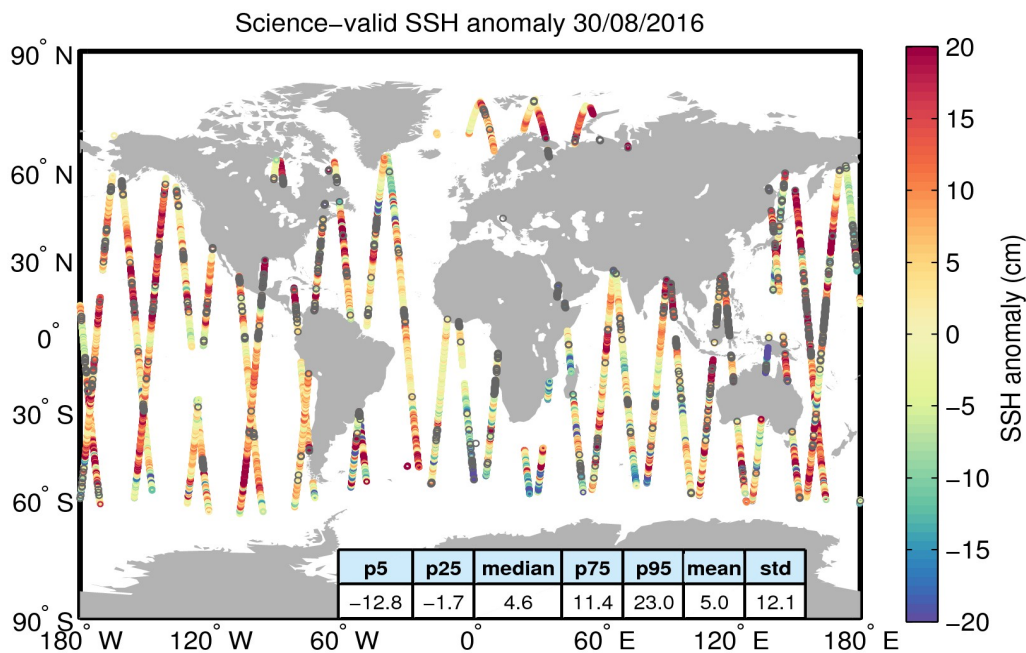 Science−valid SSH anomaly 30/08/2016
90° N
60° N
30° N
0°
30° S
60° S
90° S
180° W
120° W
60° W
0°
60° E
120° E
180° E
p5 p25 median p75 p95 mean std
−12.8 −1.7 4.6 11.4 23.0 5.0 12.1
20
15
10
5
0
−5
−10
−15
−20
SSH anomaly (cm)